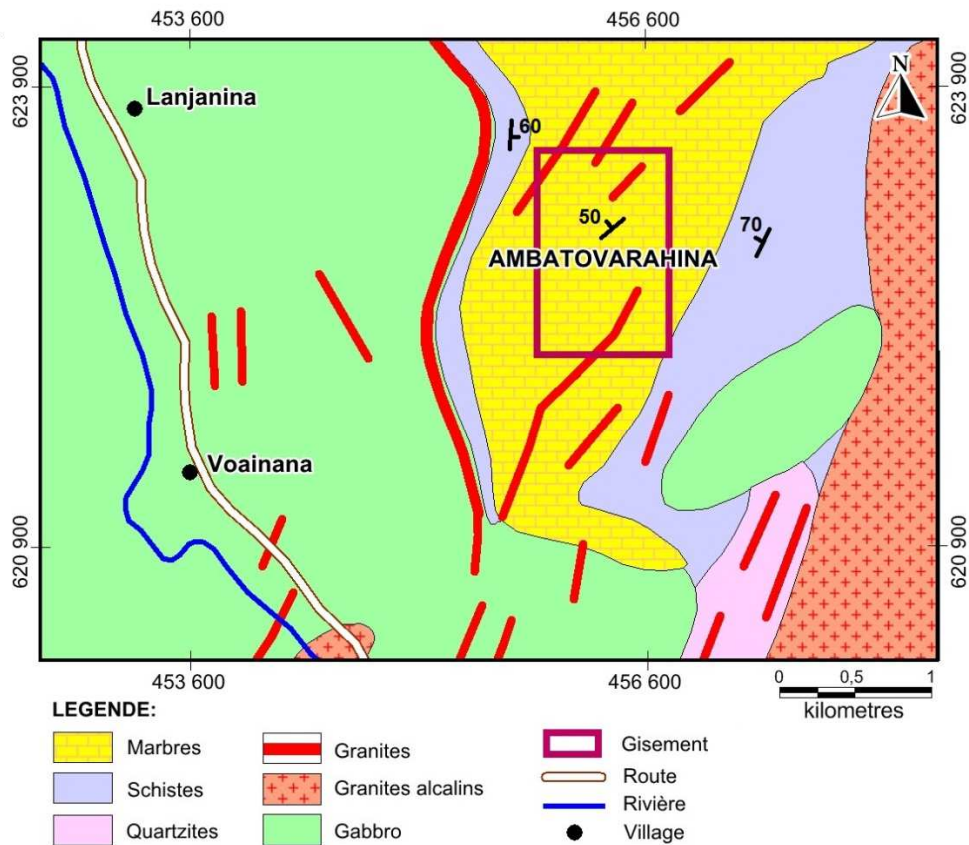 453 600 456 600
623 900 623 900
N
Lanjanina
60
50
70
AMBATOVARAHINA
Voainana
620 900 620 900
453 600 456 600
0 0,5 1
kilometres
LEGENDE:
Marbres Granites Gisement
Schistes Granites alcalins Route
Quartzites Gabbro Rivière
Village